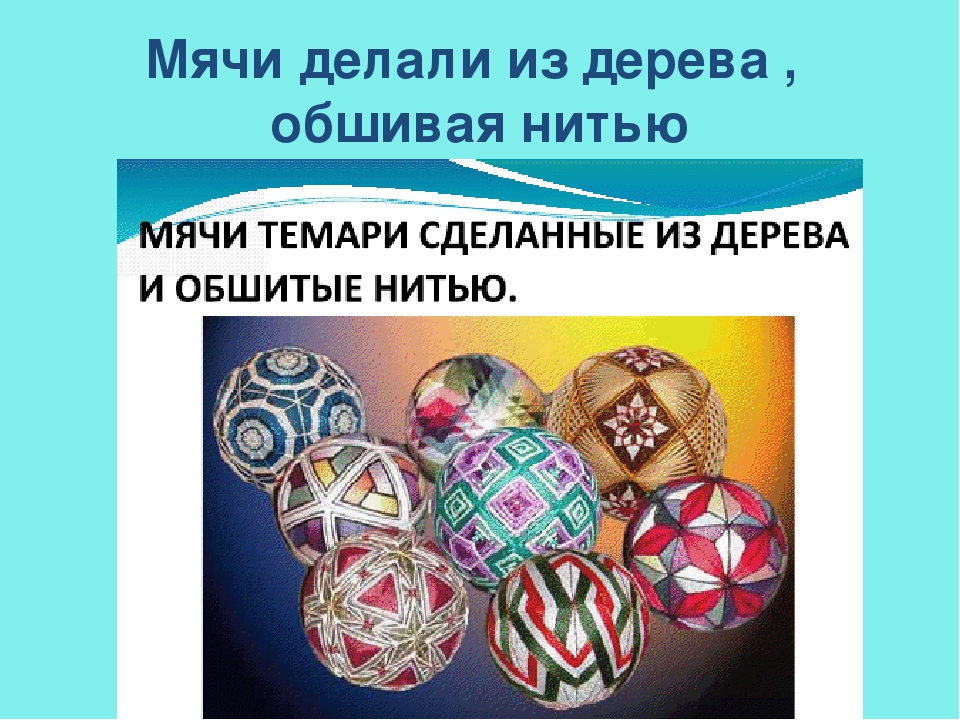 Мячи делали из дерева ,
обшивая нитью
МЯЧИ ТЕМАРИ СДЕЛАННЫЕ ИЗ ДЕРЕВА
И ОБШИТЫЕ НИТЬЮ.